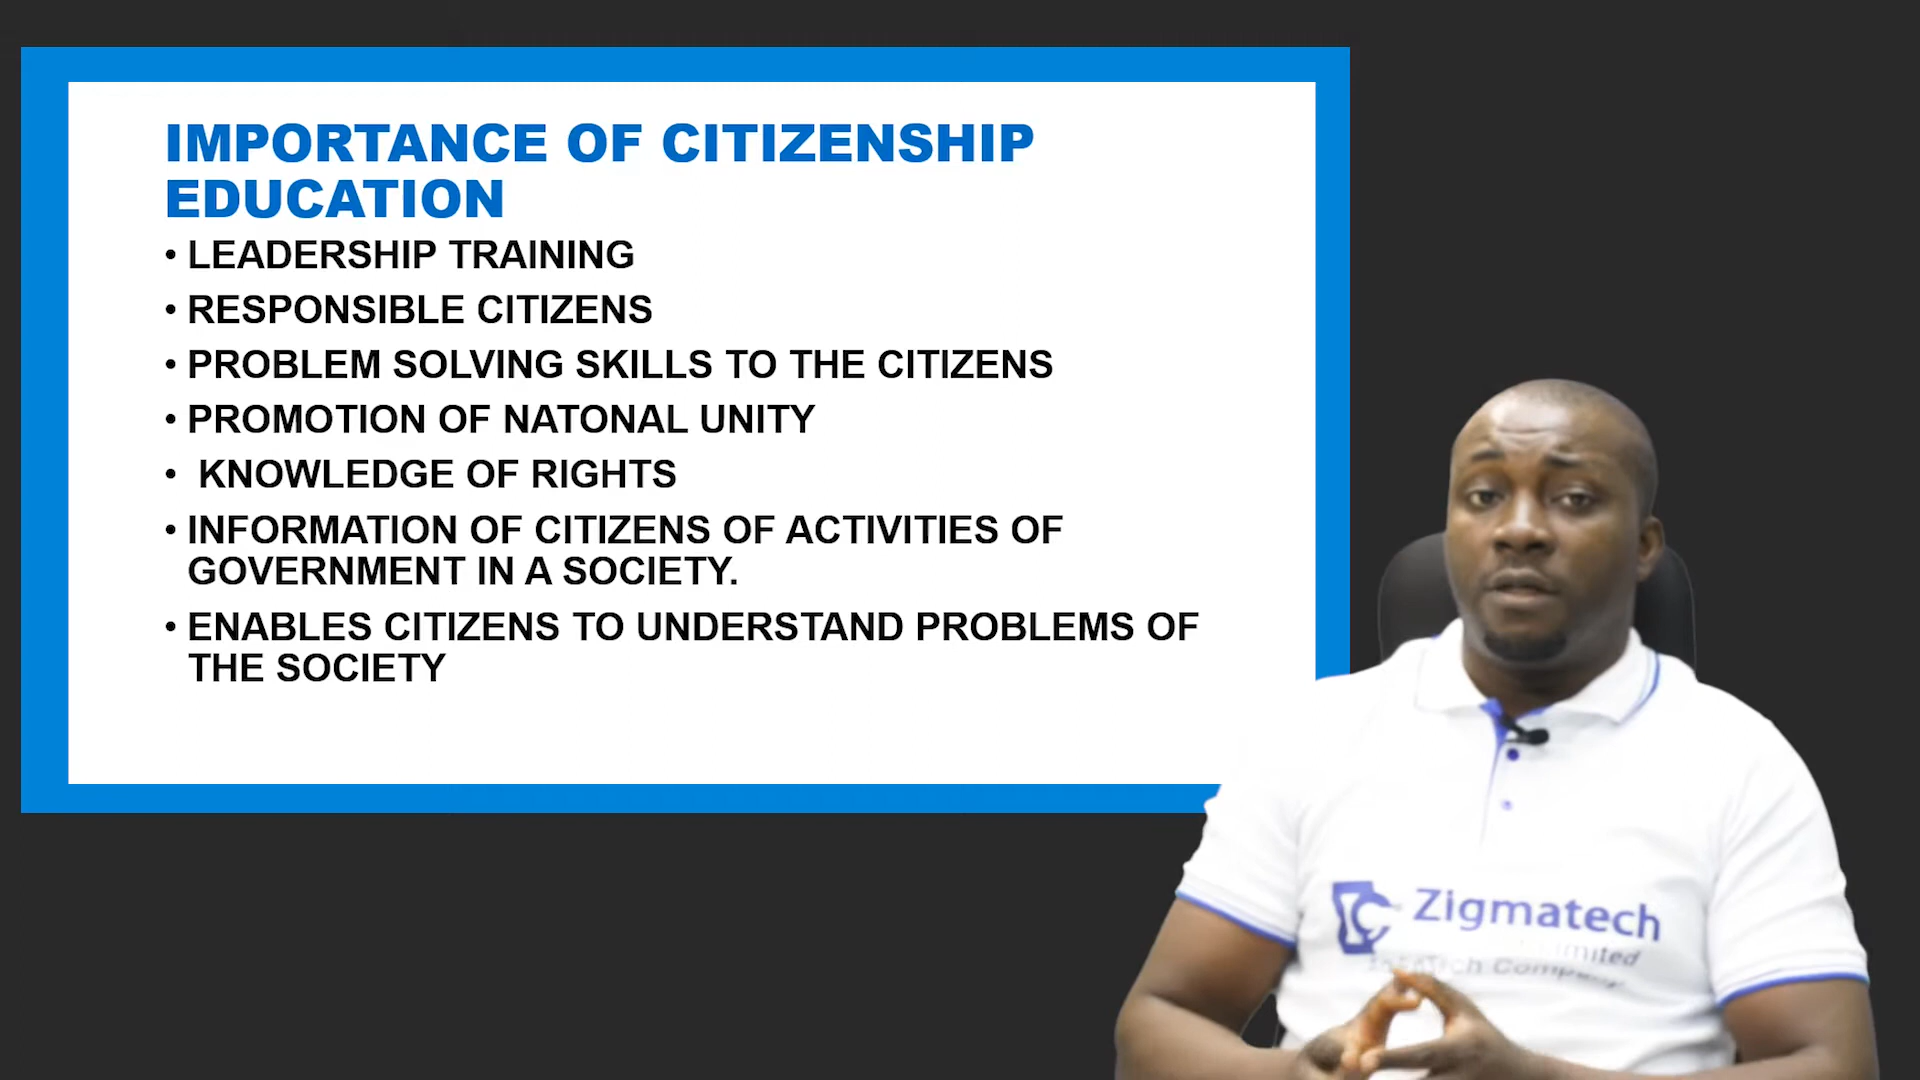 IMPORTANCE OF CITIZENSHIP
EDUCATION
• LEADERSHIP TRAINING
• RESPONSIBLE CITIZENS
• PROBLEM SOLVING SKILLS TO THE CITIZENS
• PROMOTION OF NATONAL UNITY
• KNOWLEDGE OF RIGHTS
• INFORMATION OF CITIZENS OF ACTIVITIES OF
GOVERNMENT IN A SOCIETY.
• ENABLES CITIZENS TO UNDERSTAND PROBLEMS OF
THE SOCIETY
Zigmatech